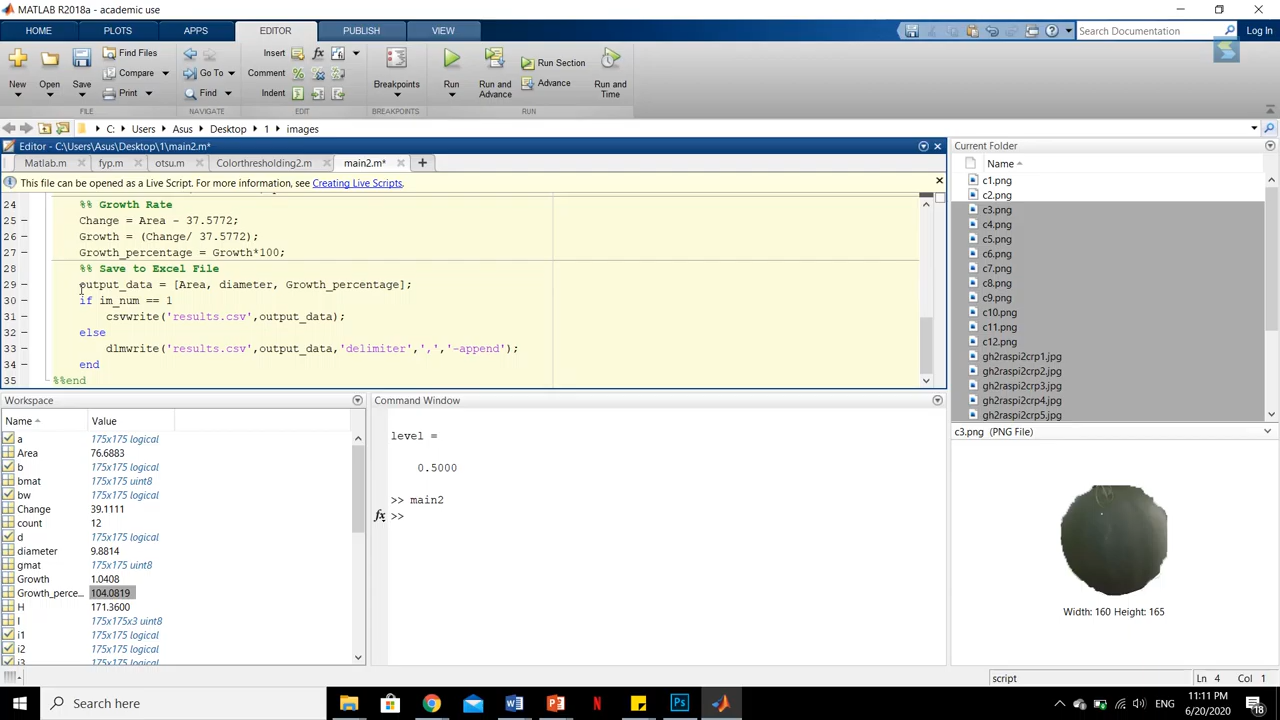 MATLAB R2018a - academic use
HOME PLOTS APPS EDITOR PUBLISH VIEW Search Documentation Log In
New Open Save Find Files Compare Print Go To Find Insert fx Comment Indent Breakpoints Run Run and Advance Run Section Advance Run and Time
FILE NAVIGATE EDIT BREAKPOINTS RUN
C: Users Asus Desktop 1 images
Editor - C:\Users\Asus\Desktop\1\main2.m*
Matlab.m fyp.m otsu.m Colorthresholding2.m main2.m*
This file can be opened as a Live Script. For more information, see Creating Live Scripts.
24 %% Growth Rate
25 Change = Area - 37.5772;
26 Growth = (Change/ 37.5772);
27 Growth_percentage = Growth*100;
28 %% Save to Excel File
29 output_data = [Area, diameter, Growth_percentage];
30 if im_num == 1
31 csvwrite('results.csv',output_data);
32 else
33 dlmwrite('results.csv',output_data,'delimiter',',','-append');
34 end
35 %%end
Workspace
Name Value
a 175x175 logical
Area 76.6883
b 175x175 logical
bmat 175x175 uint8
bw 175x175 logical
Change 39.1111
count 12
d 175x175 logical
diameter 9.8814
gmat 175x175 uint8
Growth 1.0408
Growth_perce... 104.0819
H 171.3600
I 175x175x3 uint8
i1 175x175 logical
i2 175x175 logical
i3 175x175 logical
Command Window
level =
0.5000
>> main2
fx >>
Current Folder
Name
c1.png
c2.png
c3.png
c4.png
c5.png
c6.png
c7.png
c8.png
c9.png
c10.png
c11.png
c12.png
gh2raspi2crp1.jpg
gh2raspi2crp2.jpg
gh2raspi2crp3.jpg
gh2raspi2crp4.jpg
gh2raspi2crp5.jpg
c3.png (PNG File)
Width: 160 Height: 165
script Ln 4 Col 1
Search here
ENG 11:11 PM 6/20/2020 18